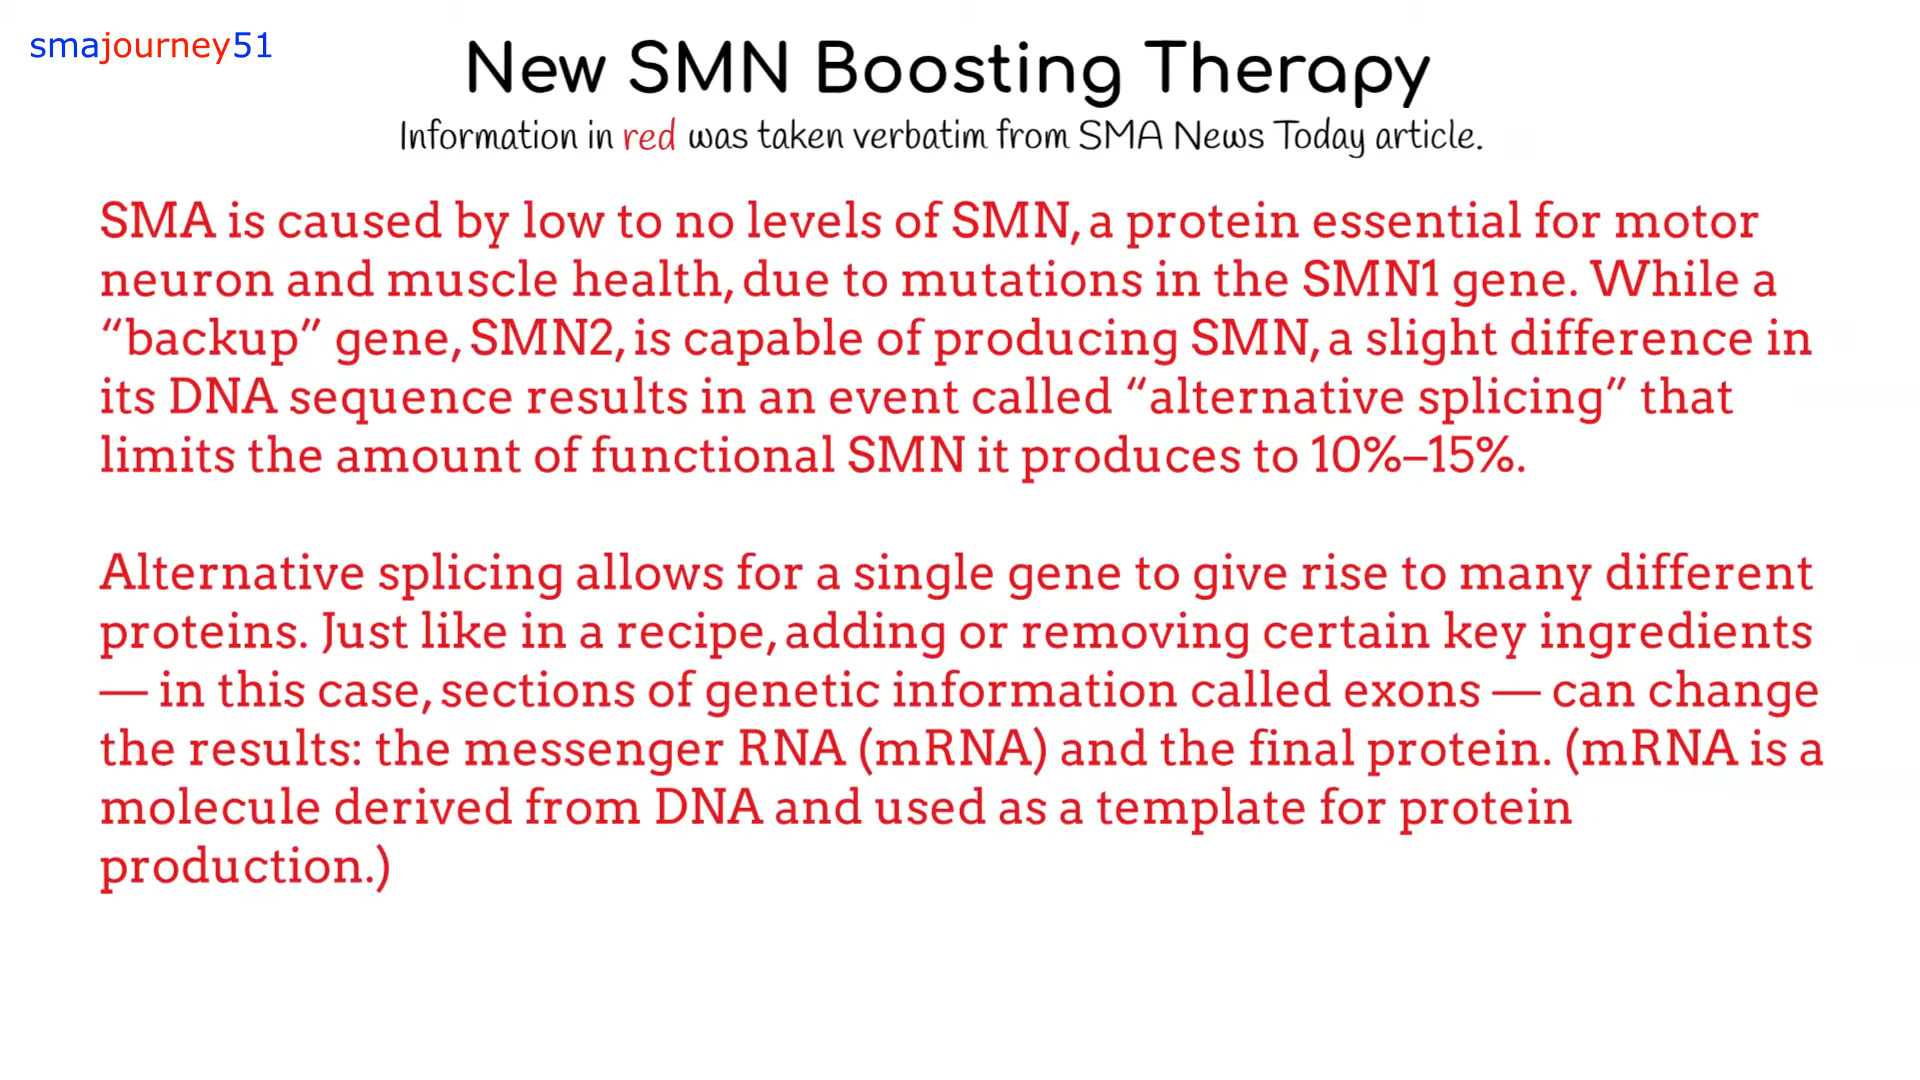 smajourney51
New SMN Boosting Therapy
Information in red was taken verbatim from SMA News Today article.
SMA is caused by low to no levels of SMN, a protein essential for motor
neuron and muscle health, due to mutations in the SMN1 gene. While a
“backup” gene, SMN2, is capable of producing SMN, a slight difference in
its DNA sequence results in an event called “alternative splicing” that
limits the amount of functional SMN it produces to 10%–15%.
Alternative splicing allows for a single gene to give rise to many different
proteins. Just like in a recipe, adding or removing certain key ingredients
— in this case, sections of genetic information called exons — can change
the results: the messenger RNA (mRNA) and the final protein. (mRNA is a
molecule derived from DNA and used as a template for protein
production.)